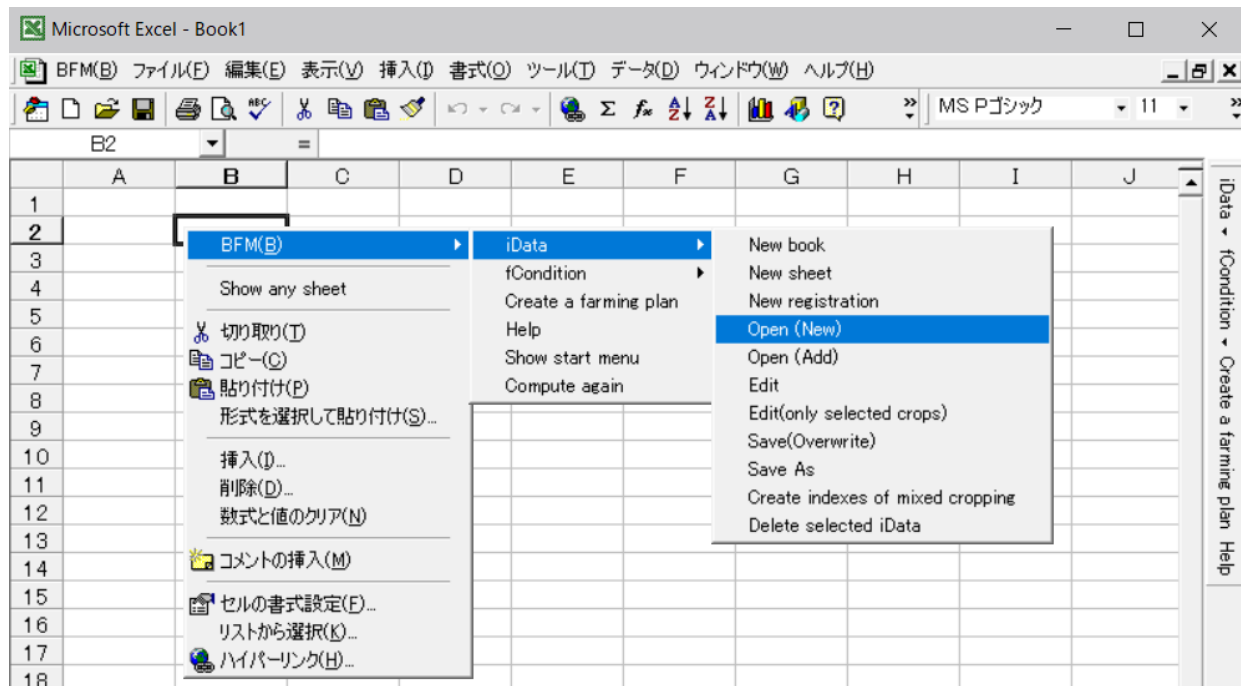 Microsoft Excel - Book1
BFM(B) ファイル(F) 編集(E) 表示(V) 挿入(I) 書式(O) ツール(T) データ(D) ウィンドウ(W) ヘルプ(H)
ABC Σ fx A Z Z A MS Pゴシック 11
B2 =
A B C D E F G H I J
1
2
3
4
5
6
7
8
9
10
11
12
13
14
15
16
17
18
BFM(B)
Show any sheet
切り取り(T)
コピー(C)
貼り付け(P)
形式を選択して貼り付け(S)...
挿入(I)...
削除(D)...
数式と値のクリア(N)
コメントの挿入(M)
セルの書式設定(F)...
リストから選択(K)...
ハイパーリンク(H)...
iData
fCondition
Create a farming plan
Help
Show start menu
Compute again
New book
New sheet
New registration
Open (New)
Open (Add)
Edit
Edit(only selected crops)
Save(Overwrite)
Save As
Create indexes of mixed cropping
Delete selected iData
iData fCondition Create a farming plan Help